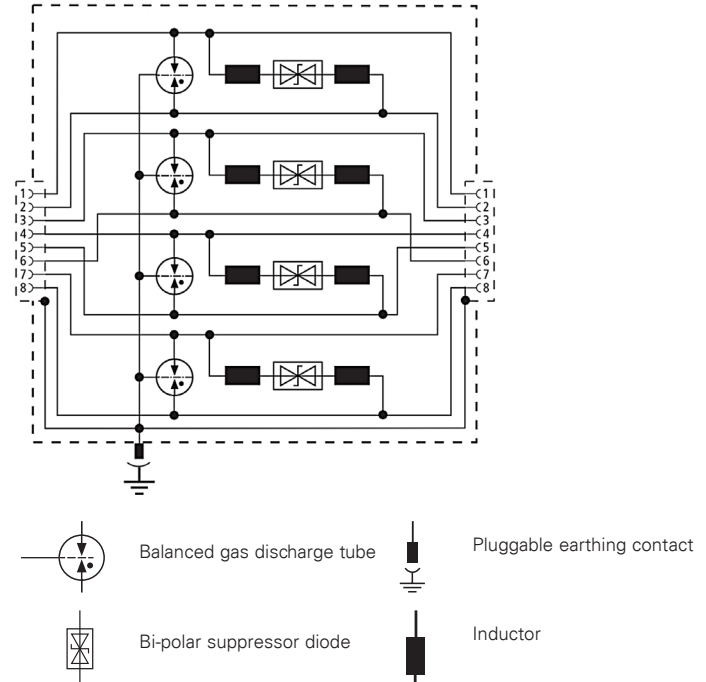 1 1
2 2
3 3
4 4
5 5
6 6
7 7
8 8
Balanced gas discharge tube
Pluggable earthing contact
Bi-polar suppressor diode
Inductor